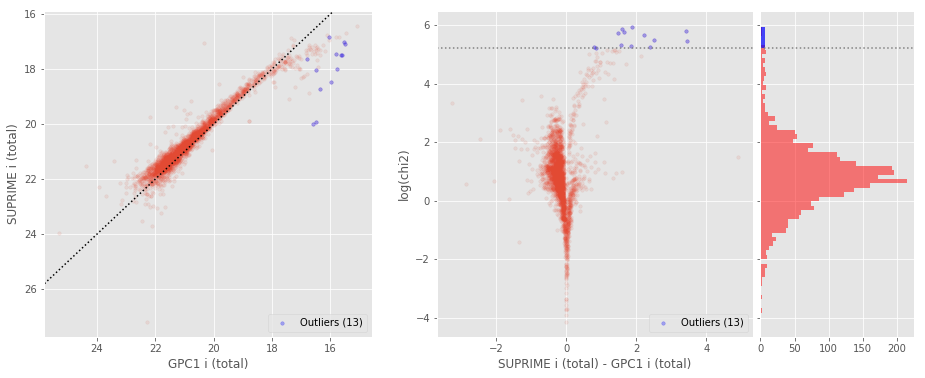 16
18
20
22
24
26
SUPRIME i (total)
24 22 20 18 16
GPC1 i (total)
Outliers (13)
6
4
2
0
−2
−4
log(chi2)
−2 0 2 4
SUPRIME i (total) - GPC1 i (total)
Outliers (13)
0 50 100 150 200